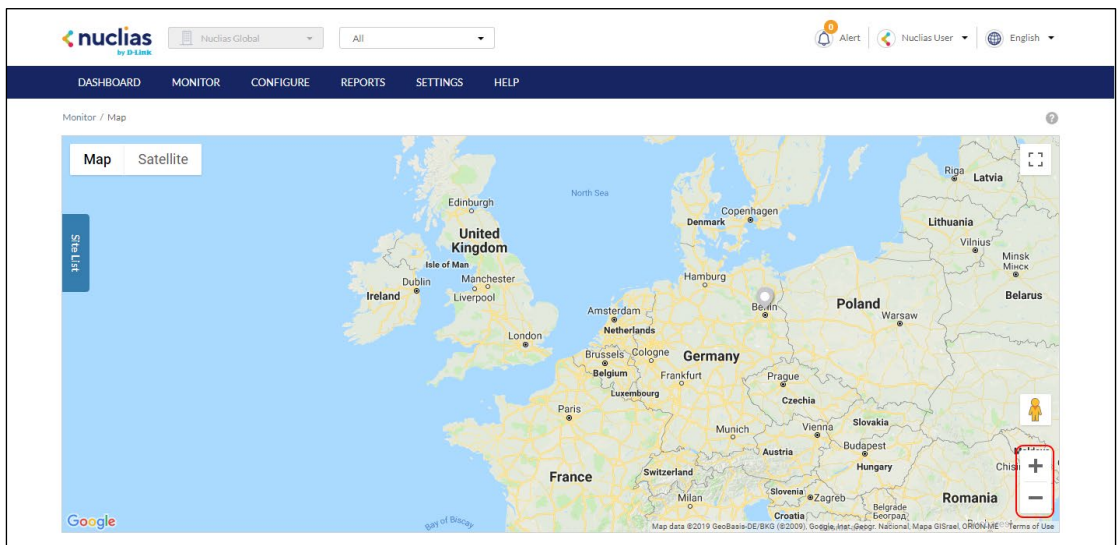 nuclias
by D-Link
Nuclias Global
All
0
Alert
Nuclias User
English
DASHBOARD MONITOR CONFIGURE REPORTS SETTINGS HELP
Monitor / Map
?
Map Satellite
Site List
North Sea
Edinburgh
United
Kingdom
Isle of Man
Dublin
Manchester
Ireland
Liverpool
London
Denmark
Copenhagen
Riga
Latvia
Lithuania
Vilnius
Minsk
Мінск
Belarus
Hamburg
Berlin
Poland
Warsaw
Amsterdam
Netherlands
Brussels
Cologne
Germany
Belgium
Frankfurt
Luxembourg
Prague
Czechia
Paris
Munich
Vienna
Slovakia
Austria
Budapest
Hungary
France
Switzerland
Milan
Slovenia
Zagreb
Croatia
Belgrade
Београд
Romania
Bay of Biscay
+
−
Google
Map data ©2019 GeoBasis-DE/BKG (©2009), Google, Inst. Geogr. Nacional, Mapa GISrael, ORION-ME
Terms of Use